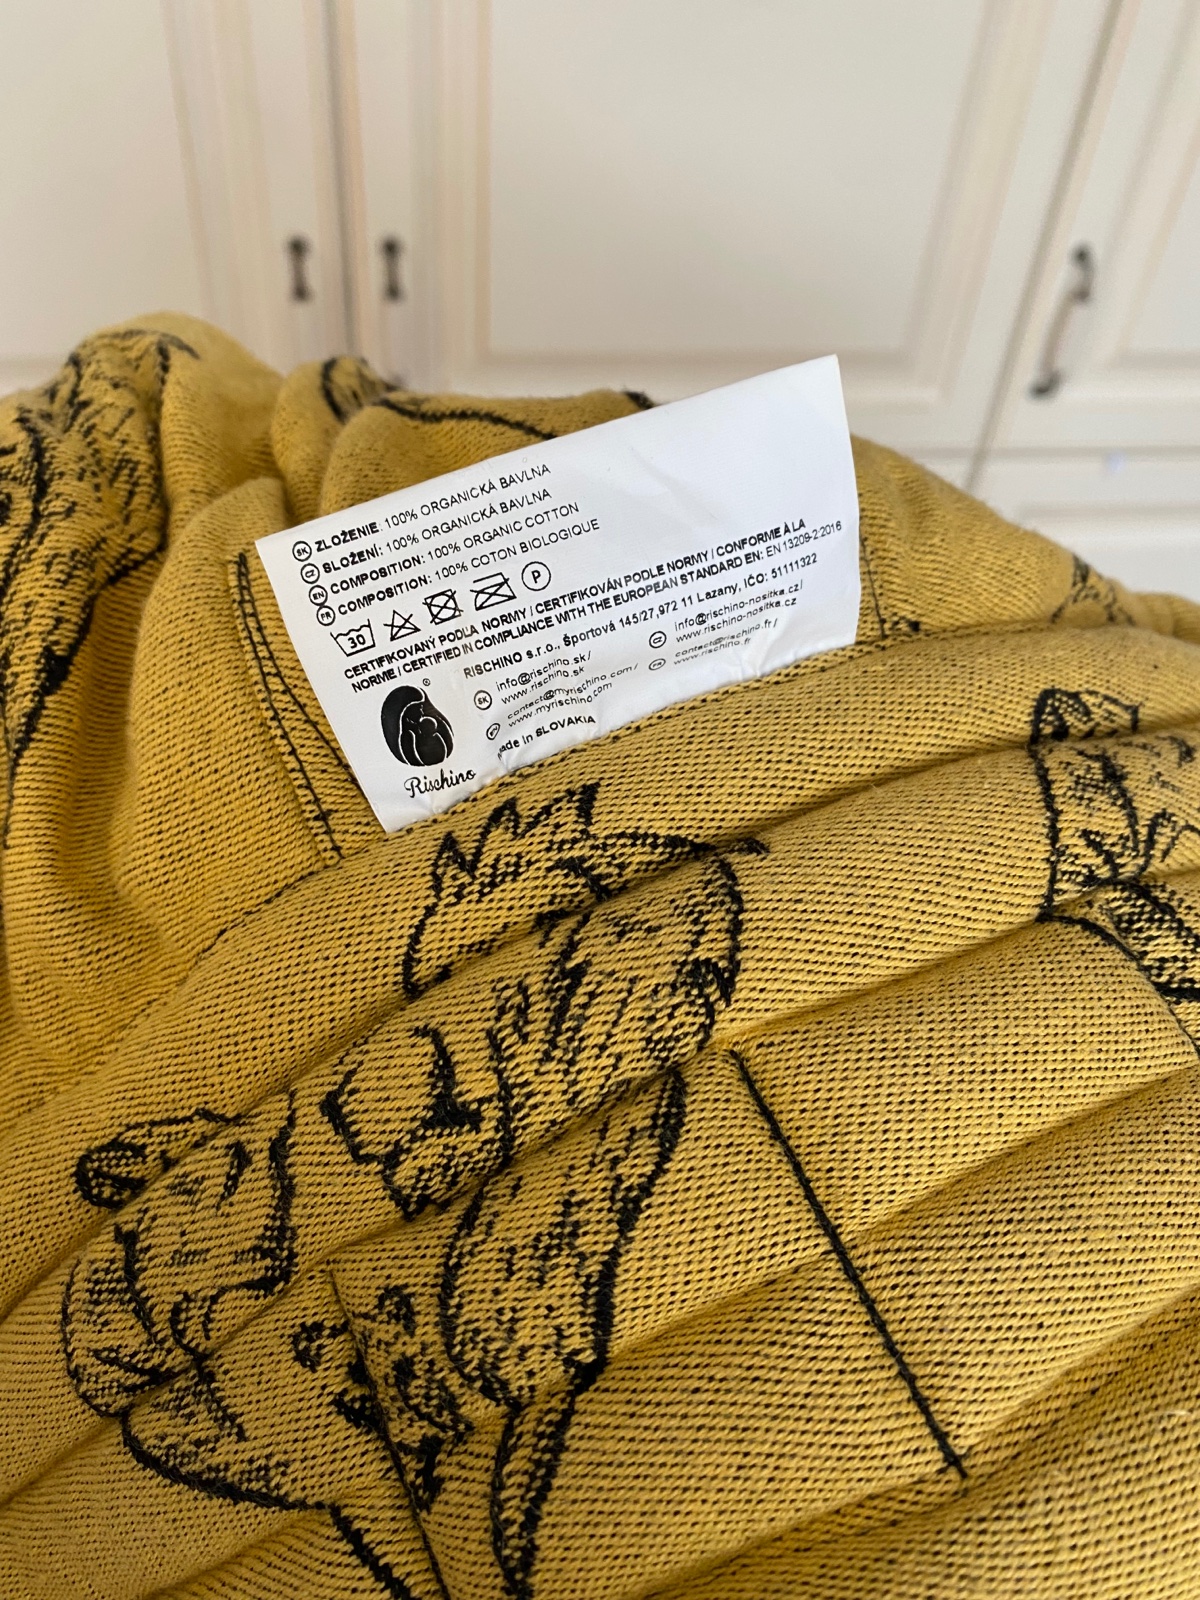 SK ZLOŽENIE: 100% ORGANICKÁ BAVLNA
CZ SLOŽENÍ: 100% ORGANICKÁ BAVLNA
EN COMPOSITION: 100% ORGANIC COTTON
FR COMPOSITION: 100% COTON BIOLOGIQUE
30 P
CERTIFIKOVANÝ PODĽA NORMY / CERTIFIKOVÁN PODLE NORMY / CONFORME À LA
NORME / CERTIFIED IN COMPLIANCE WITH THE EUROPEAN STANDARD EN: EN 13209-2:2016
RISCHINO s.r.o., Športová 145/27, 972 11 Lazany, IČO: 51111322
SK info@rischino.sk/
www.rischino.sk
CZ info@rischino-nositka.cz/
www.rischino-nositka.cz
EN contact@myrischino.com/
www.myrischino.com
FR contact@rischino.fr/
www.rischino.fr
Made in SLOVAKIA
®
Rischino